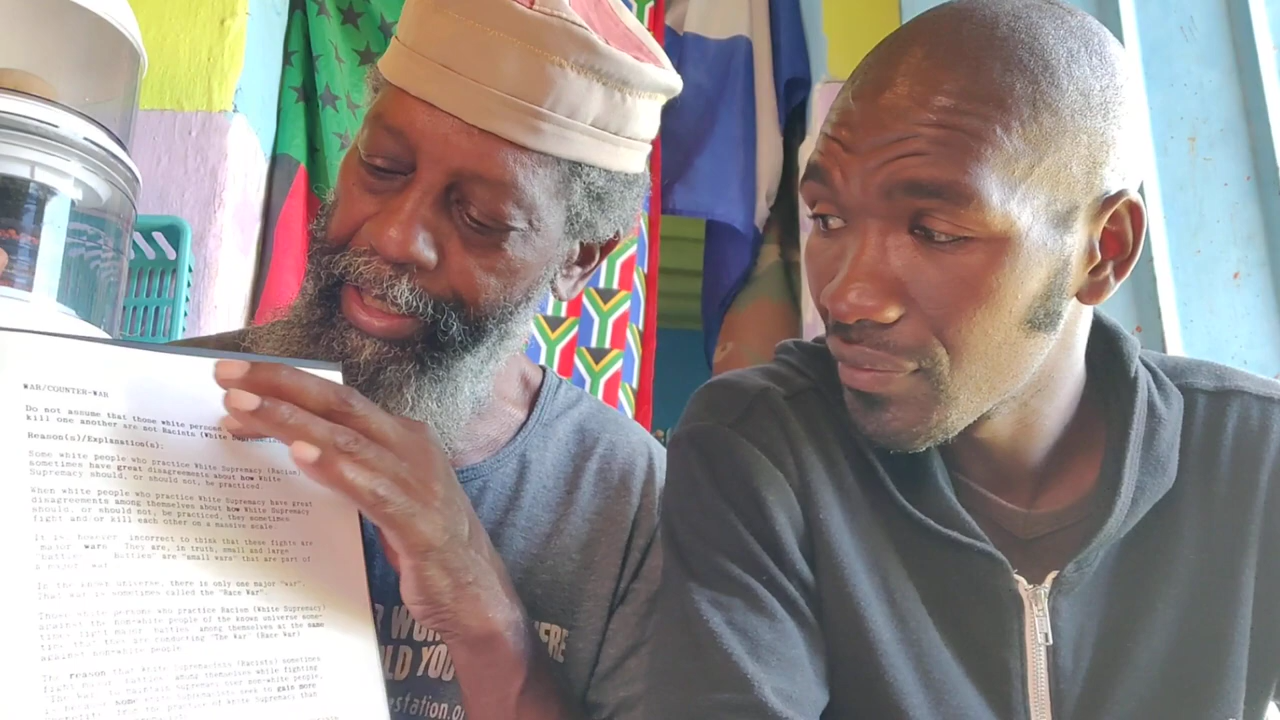 WAR/COUNTER-WAR
Do not assume that those white persons
kill one another are not Racists (White
Reason(s)/Explanation(s):
Some white people who practice White Supremacy (Racism)
sometimes have great disagreements about how White
Supremacy should, or should not, be practiced.
When white people who practice White Supremacy have great
disagreements among themselves about how White Supremacy
should, or should not, be practiced, they sometimes
fight and/or kill each other on a massive scale.
It is however incorrect to think that these fights are
major wars They are, in truth, small and large
"battles" are "small wars" that are part of
a major war
In the known universe, there is only one major "war".
That war is sometimes called the "Race War".
Those white persons who practice Racism (White Supremacy)
against the non-white people of the known universe some-
times fight major battles among themselves at the same
time that they are conducting "The War" (Race War)
against non-white people
The reason that White Supremacists (Racists) sometimes
fight major battles among themselves while fighting
The War to maintain supremacy over non-white people,
is because some White Supremacists seek to gain more
from the practice of White Supremacy than